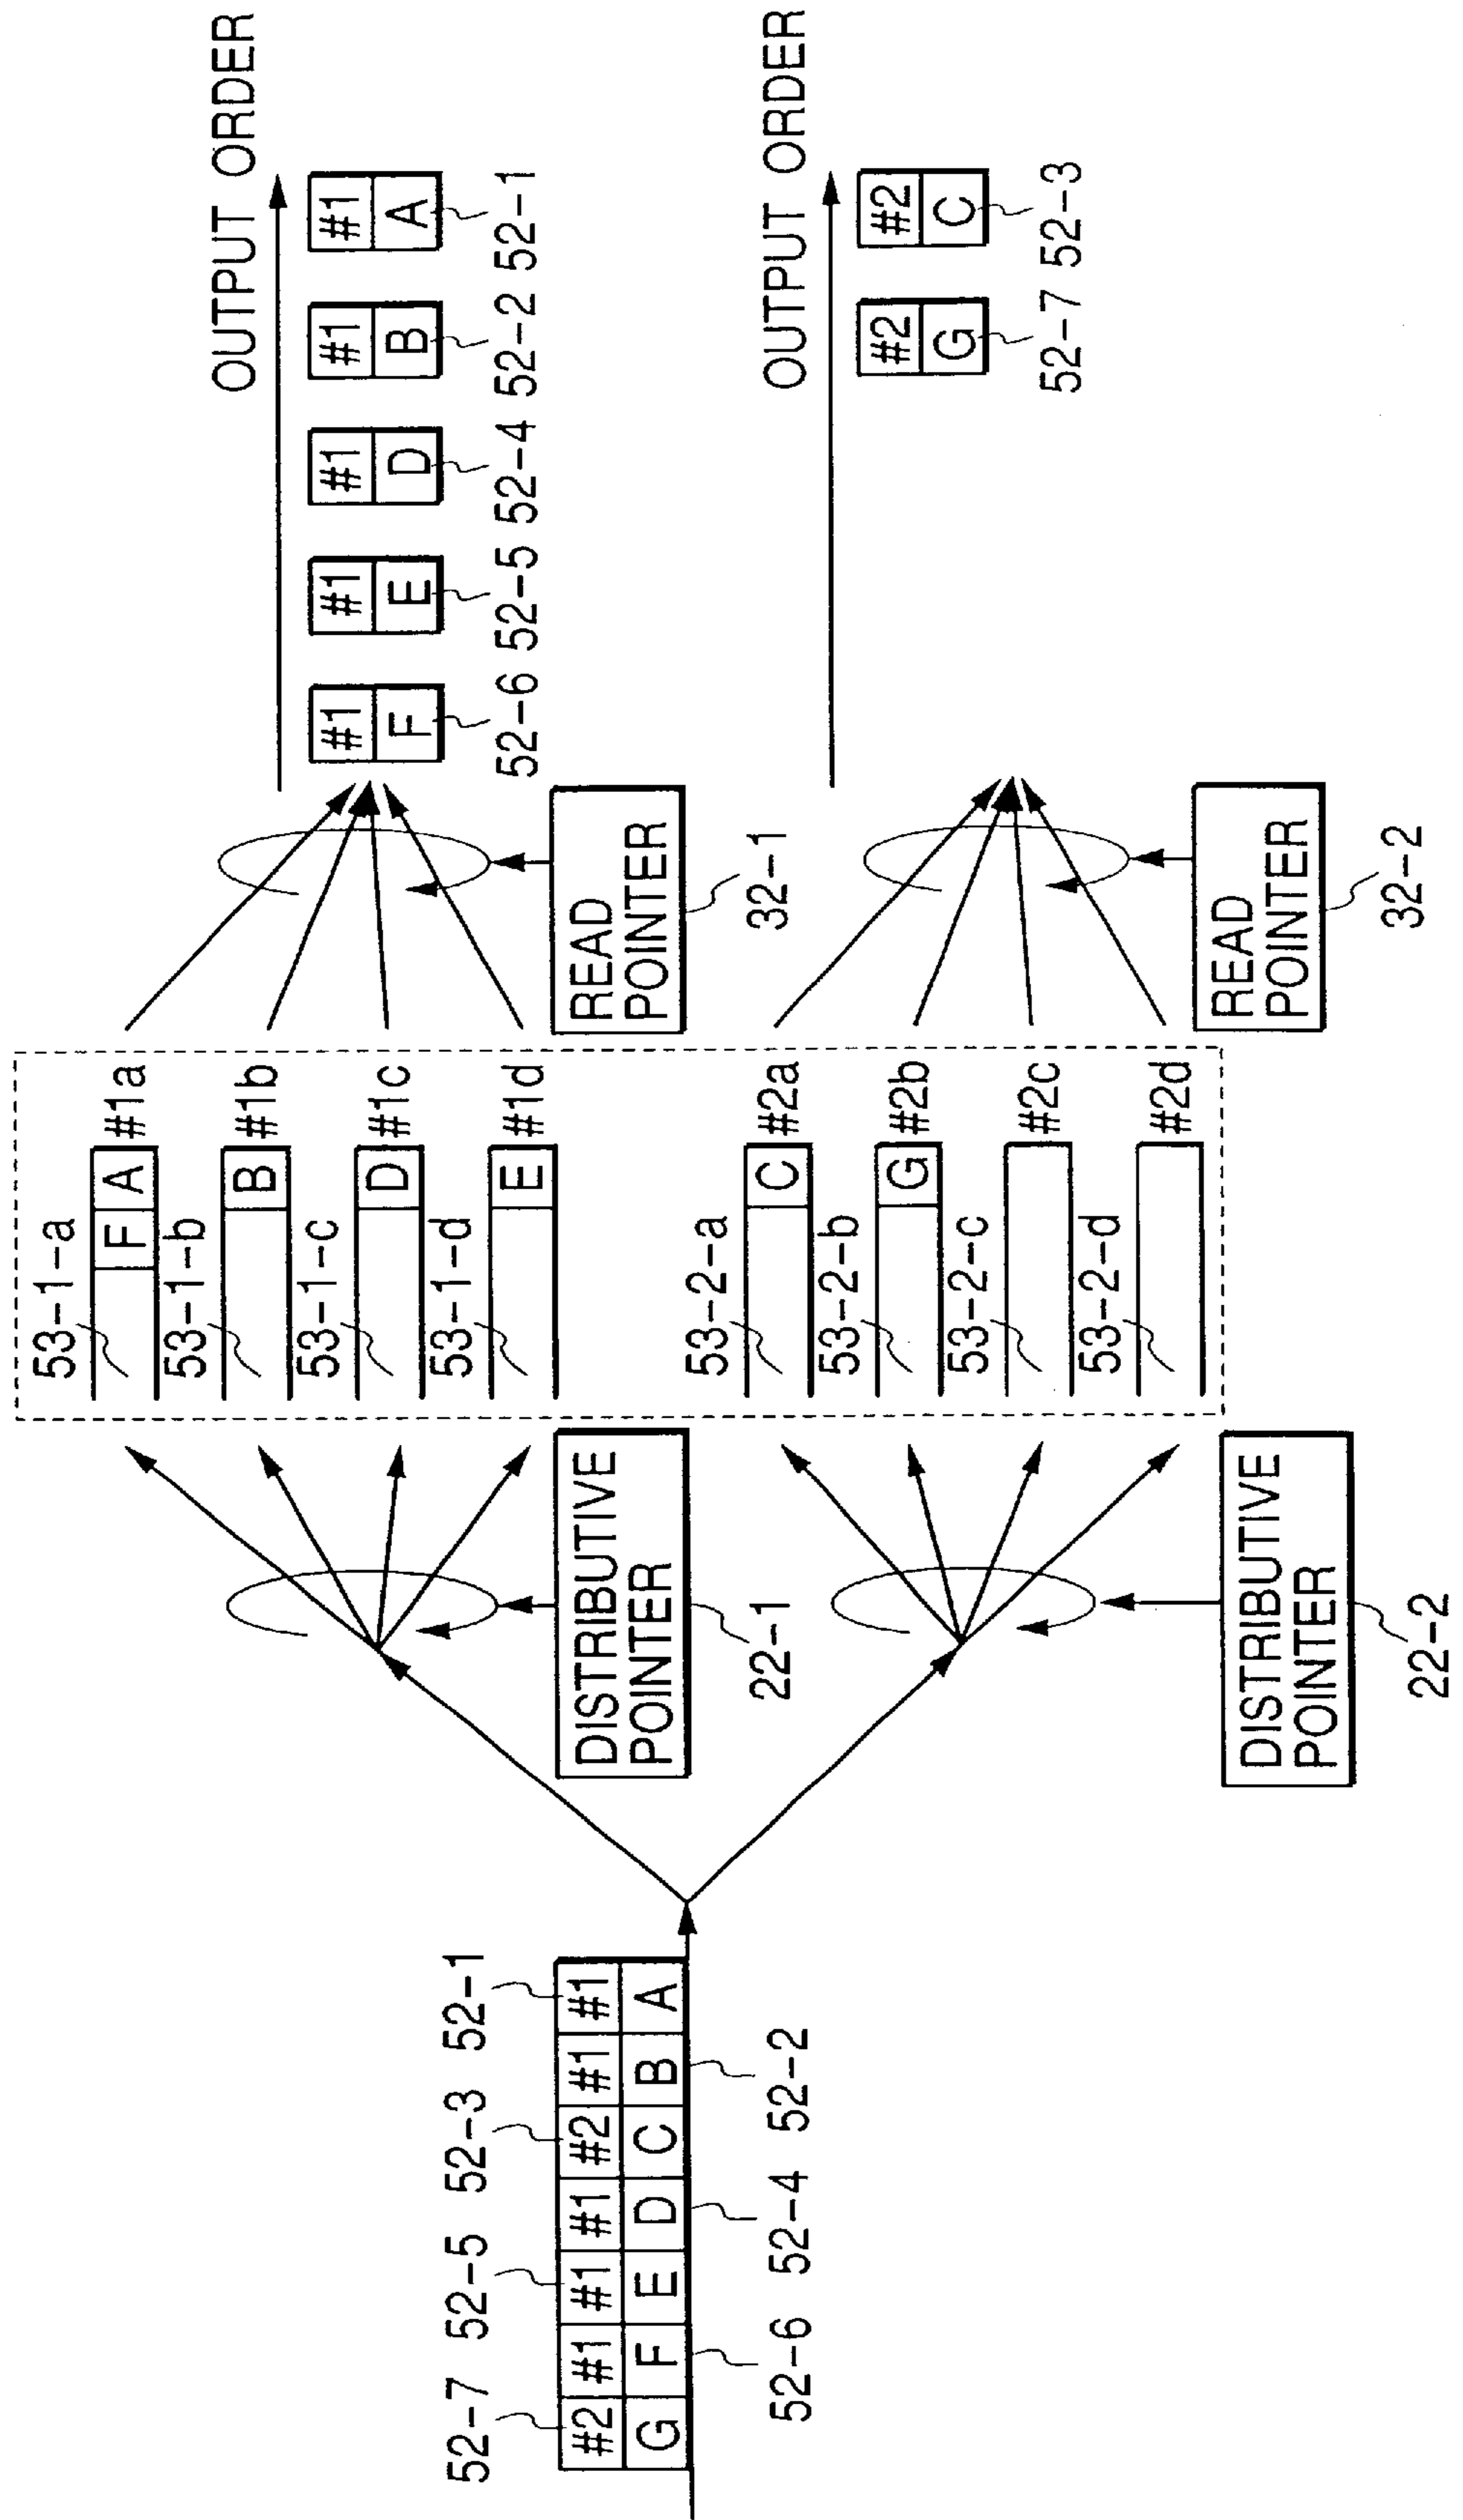 52-7 52-5 52-3 52-1
#2 #1 #1 #1 #2 #1 #1
G F E D C B A
52-6 52-4 52-2
DISTRIBUTIVE
POINTER
22-1
DISTRIBUTIVE
POINTER
22-2
53-1-a
F A #1a
53-1-b
B #1b
53-1-c
D #1c
53-1-d
E #1d
53-2-a
C #2a
53-2-b
G #2b
53-2-c
#2c
53-2-d
#2d
READ
POINTER
32-1
READ
POINTER
32-2
OUTPUT ORDER
#1 #1 #1 #1 #1
F E D B A
52-6 52-5 52-4 52-2 52-1
OUTPUT ORDER
#2 #2
G C
52-7 52-3